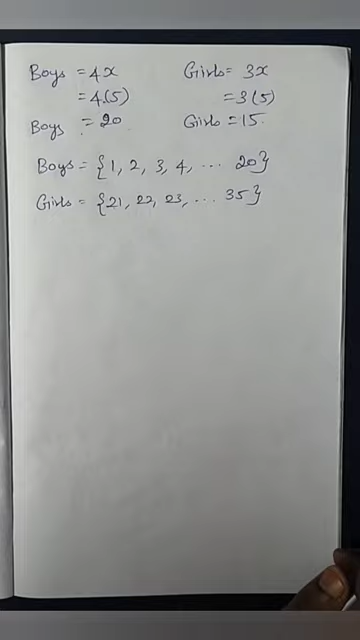 Boys = 4x Girls = 3x
= 4(5) = 3(5)
Boys = 20 Girls = 15
Boys = {1, 2, 3, 4, ... 20}
Girls = {21, 22, 23, ... 35}